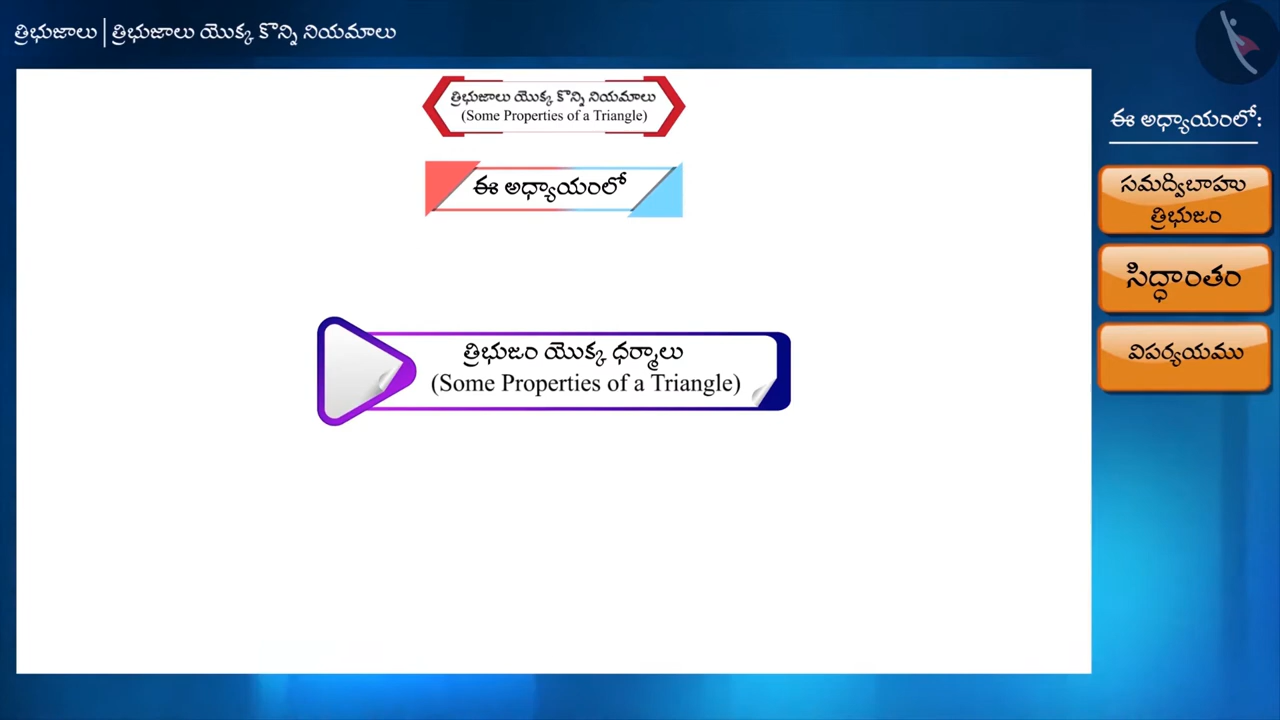 త్రిభుజాలు | త్రిభుజాలు యొక్క కొన్ని నియమాలు
త్రిభుజాలు యొక్క కొన్ని నియమాలు
(Some Properties of a Triangle)
ఈ అధ్యాయంలో
త్రిభుజం యొక్క ధర్మాలు
(Some Properties of a Triangle)
ఈ అధ్యాయంలో:
సమద్విబాహు
త్రిభుజం
సిద్ధాంతం
విపర్యయము